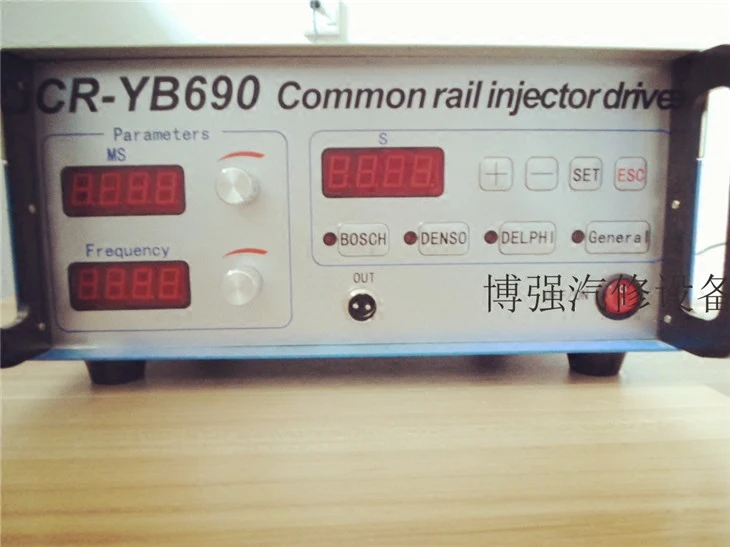 CR-YB690 Common rail injector drive
Parameters
MS
S
+ - SET ESC
Frequency
BOSCH DENSO DELPHI General
OUT
博强汽修设备